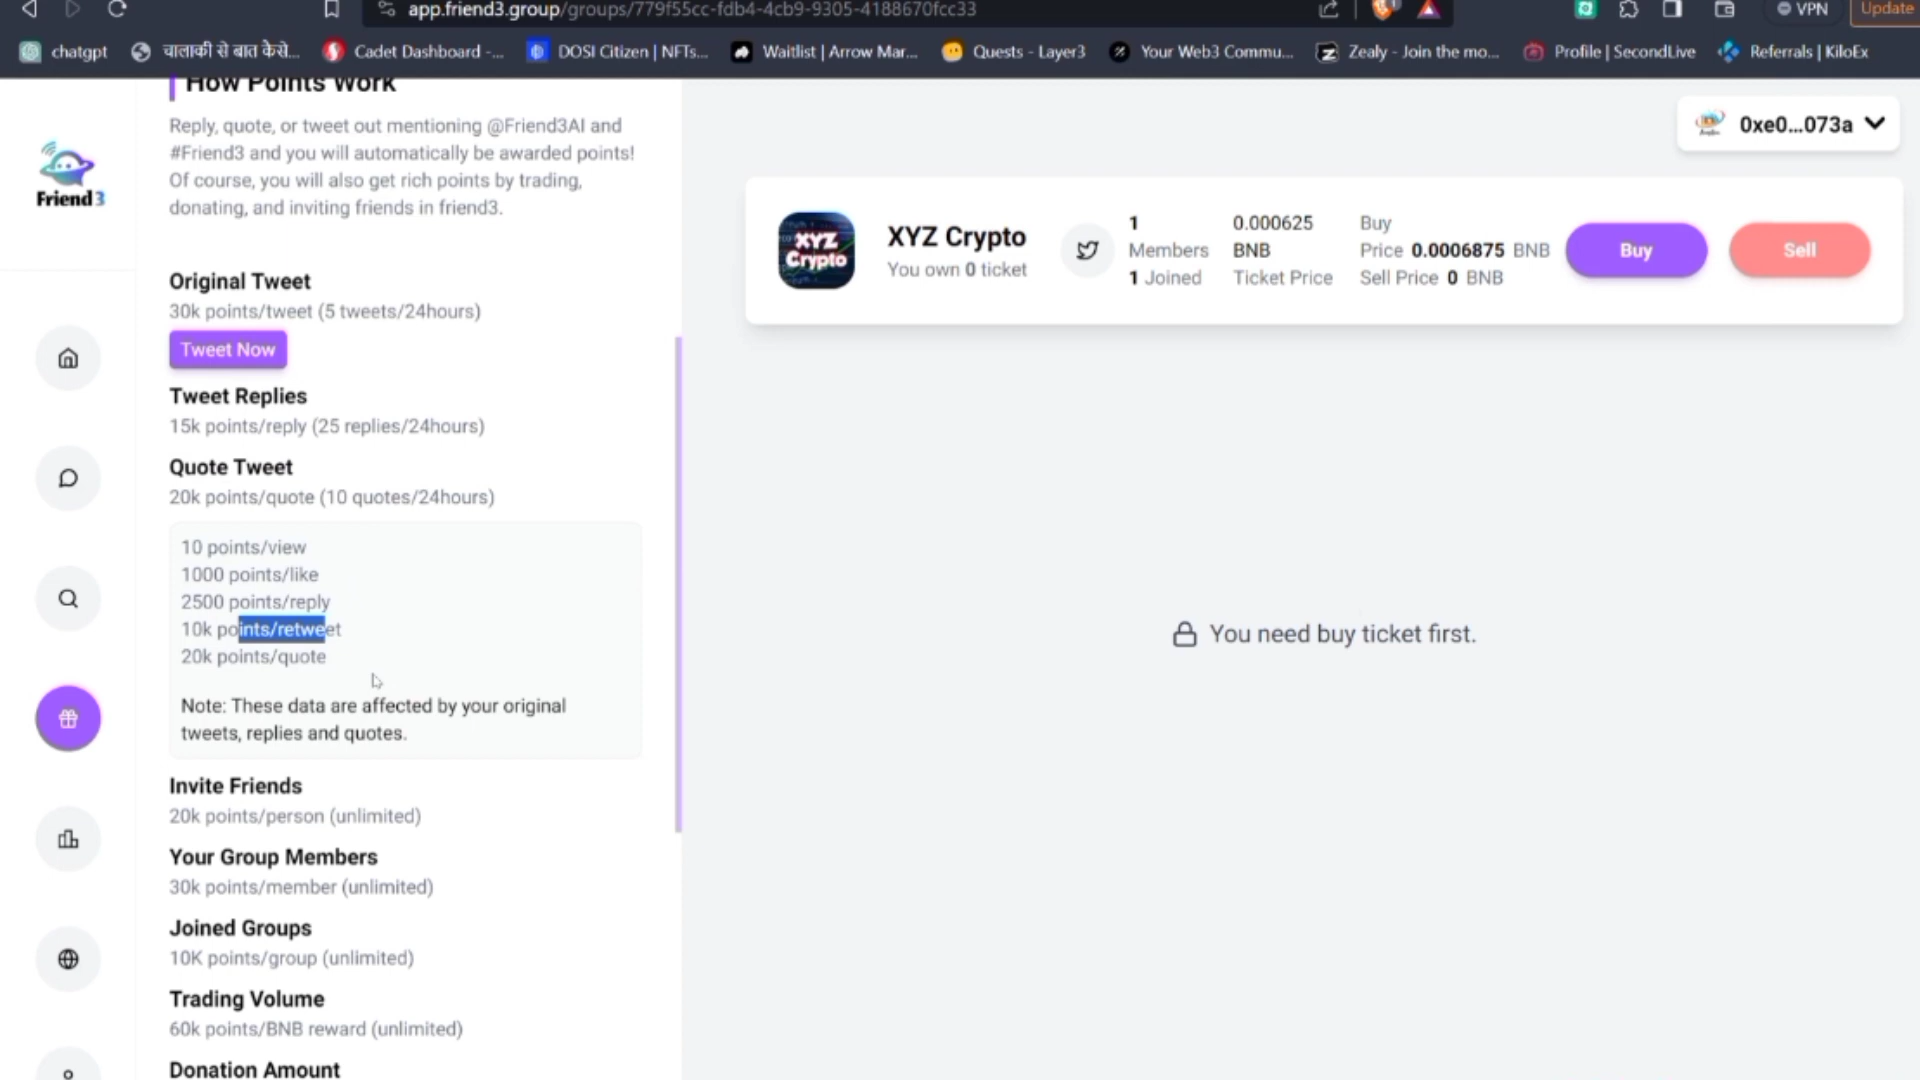 app.friend3.group/groups/779f55cc-fdb4-4cb9-9305-4188670fcc33
VPN
Update
chatgpt
चालाकी से बात कैसे...
Cadet Dashboard -...
DOSI Citizen | NFTs...
Waitlist | Arrow Mar...
Quests - Layer3
Your Web3 Commu...
Zealy - Join the mo...
Profile | SecondLive
Referrals | KiloEx
Friend3
How Points Work
Reply, quote, or tweet out mentioning @Friend3AI and
#Friend3 and you will automatically be awarded points!
Of course, you will also get rich points by trading,
donating, and inviting friends in friend3.
Original Tweet
30k points/tweet (5 tweets/24hours)
Tweet Now
Tweet Replies
15k points/reply (25 replies/24hours)
Quote Tweet
20k points/quote (10 quotes/24hours)
10 points/view
1000 points/like
2500 points/reply
10k points/retweet
20k points/quote
Note: These data are affected by your original
tweets, replies and quotes.
Invite Friends
20k points/person (unlimited)
Your Group Members
30k points/member (unlimited)
Joined Groups
10K points/group (unlimited)
Trading Volume
60k points/BNB reward (unlimited)
Donation Amount
0xe0...073a
XYZ
Crypto
XYZ Crypto
You own 0 ticket
1
Members
1 Joined
0.000625
BNB
Ticket Price
Buy
Price 0.0006875 BNB
Sell Price 0 BNB
Buy
Sell
You need buy ticket first.